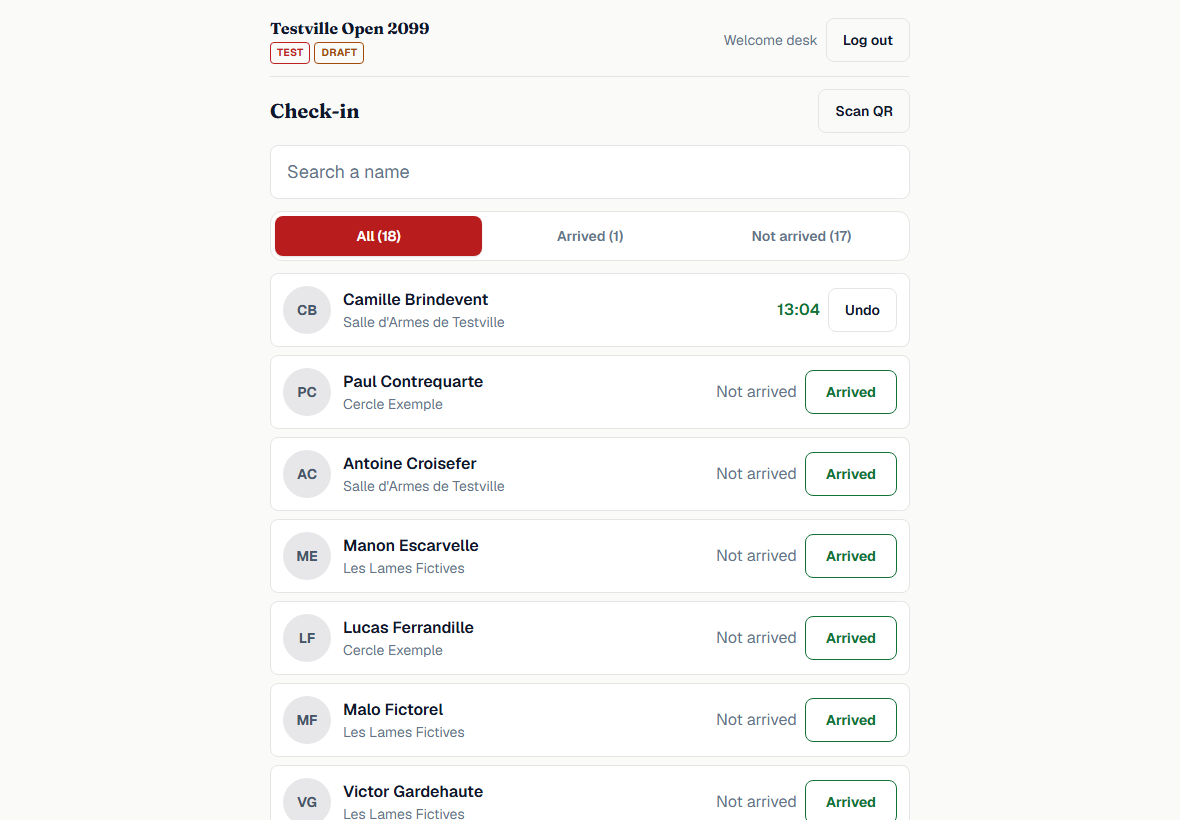 Testville Open 2099
TEST DRAFT
Welcome desk
Log out
Check-in
Scan QR
Search a name
All (18)
Arrived (1)
Not arrived (17)
CB
Camille Brindevent
Salle d'Armes de Testville
13:04
Undo
PC
Paul Contrequarte
Cercle Exemple
Not arrived
Arrived
AC
Antoine Croisefer
Salle d'Armes de Testville
Not arrived
Arrived
ME
Manon Escarvelle
Les Lames Fictives
Not arrived
Arrived
LF
Lucas Ferrandille
Cercle Exemple
Not arrived
Arrived
MF
Malo Fictorel
Les Lames Fictives
Not arrived
Arrived
VG
Victor Gardehaute
Les Lames Fictives
Not arrived
Arrived